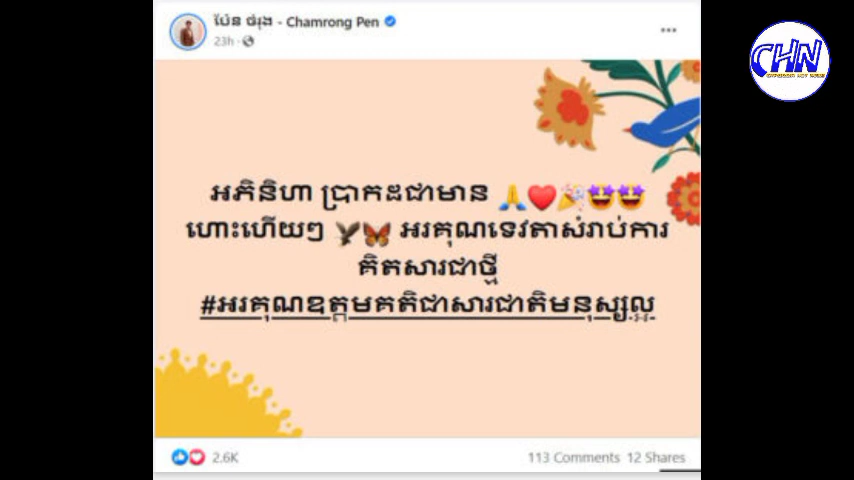 ប៉ែន ចំរុង - Chamrong Pen
23h
អភិនិហា ប្រាកដជាមាន 🙏❤️🎉🤩🤩
ហោះហើយៗ 🦅🦋 អរគុណទេវតាសំរាប់ការ
គិតសារជាថ្មី
#អរគុណឧត្តមគតិជាសារជាតិមនុស្សល្អ
2.6K
113 Comments 12 Shares
CHN